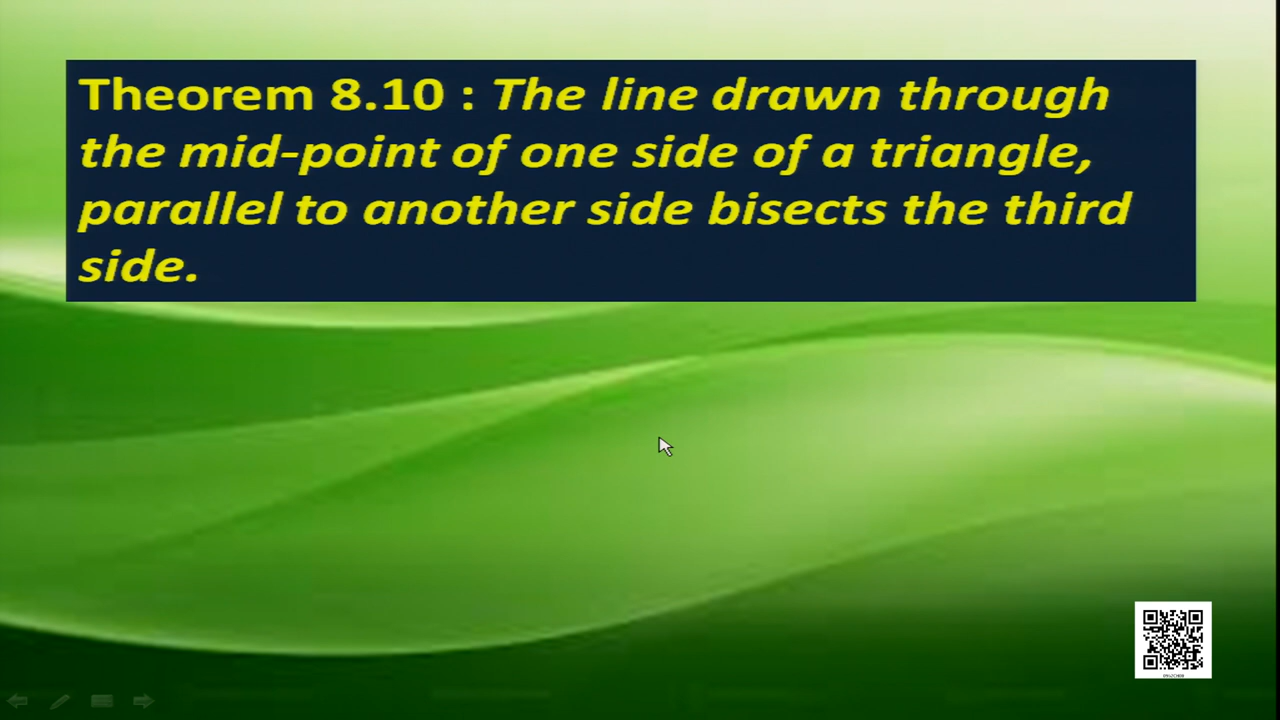 Theorem 8.10 : The line drawn through
the mid-point of one side of a triangle,
parallel to another side bisects the third
side.